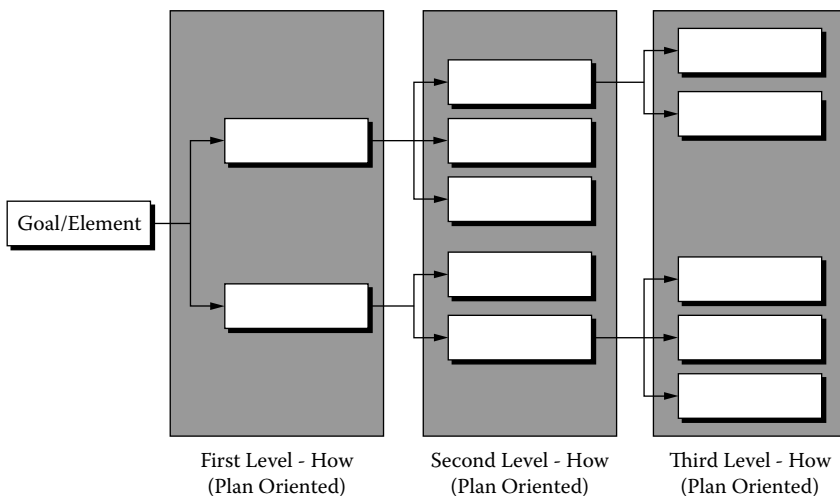 Goal/Element
First Level - How
(Plan Oriented)
Second Level - How
(Plan Oriented)
Third Level - How
(Plan Oriented)